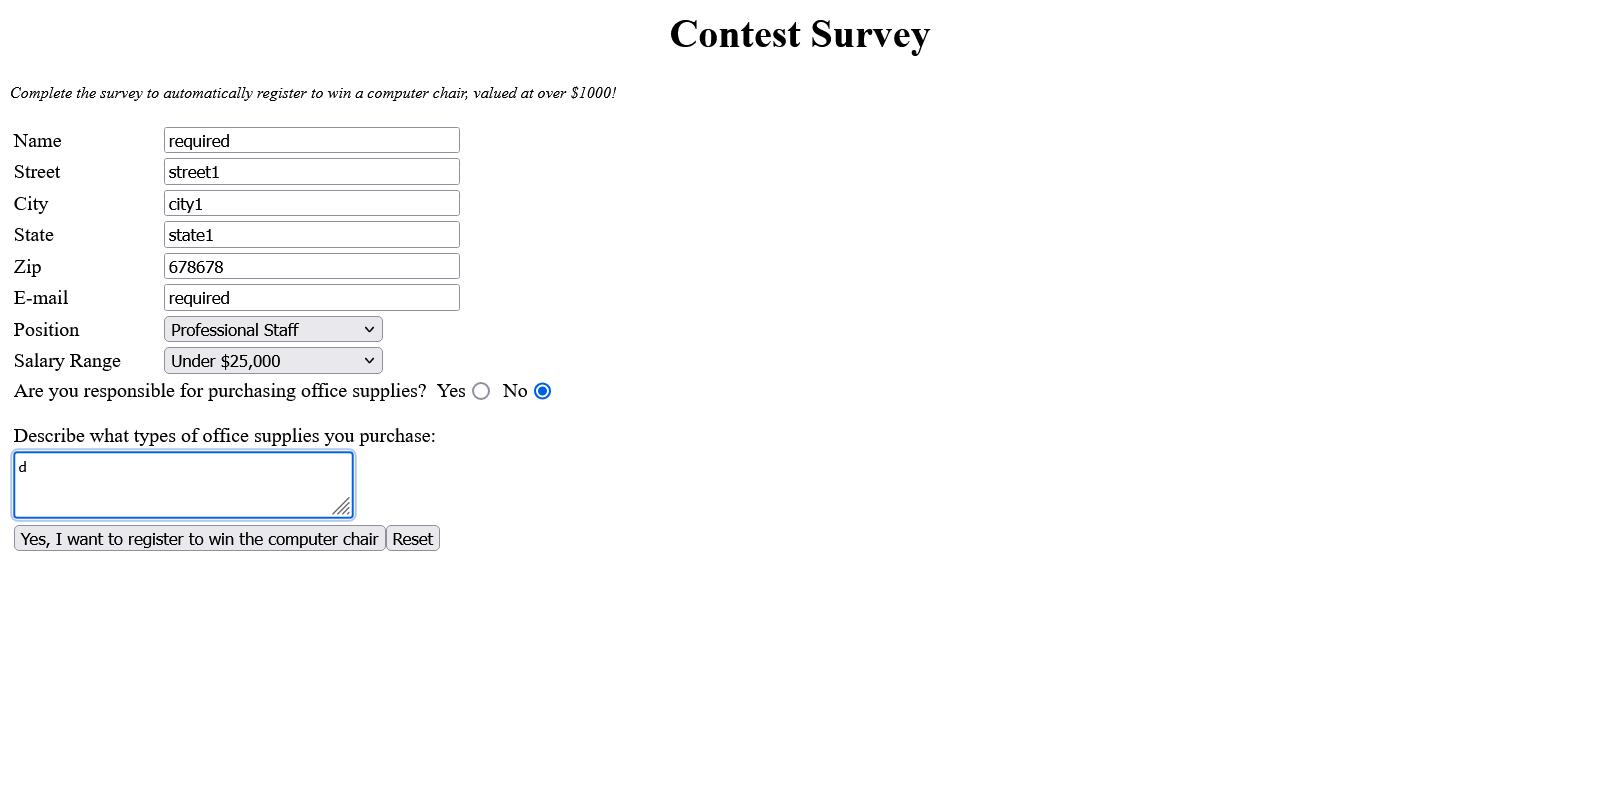 Contest Survey
Complete the survey to automatically register to win a computer chair, valued at over $1000!
Name required
Street street1
City city1
State state1
Zip 678678
E-mail required
Position Professional Staff
Salary Range Under $25,000
Are you responsible for purchasing office supplies? Yes No
Describe what types of office supplies you purchase:
d
Yes, I want to register to win the computer chair Reset